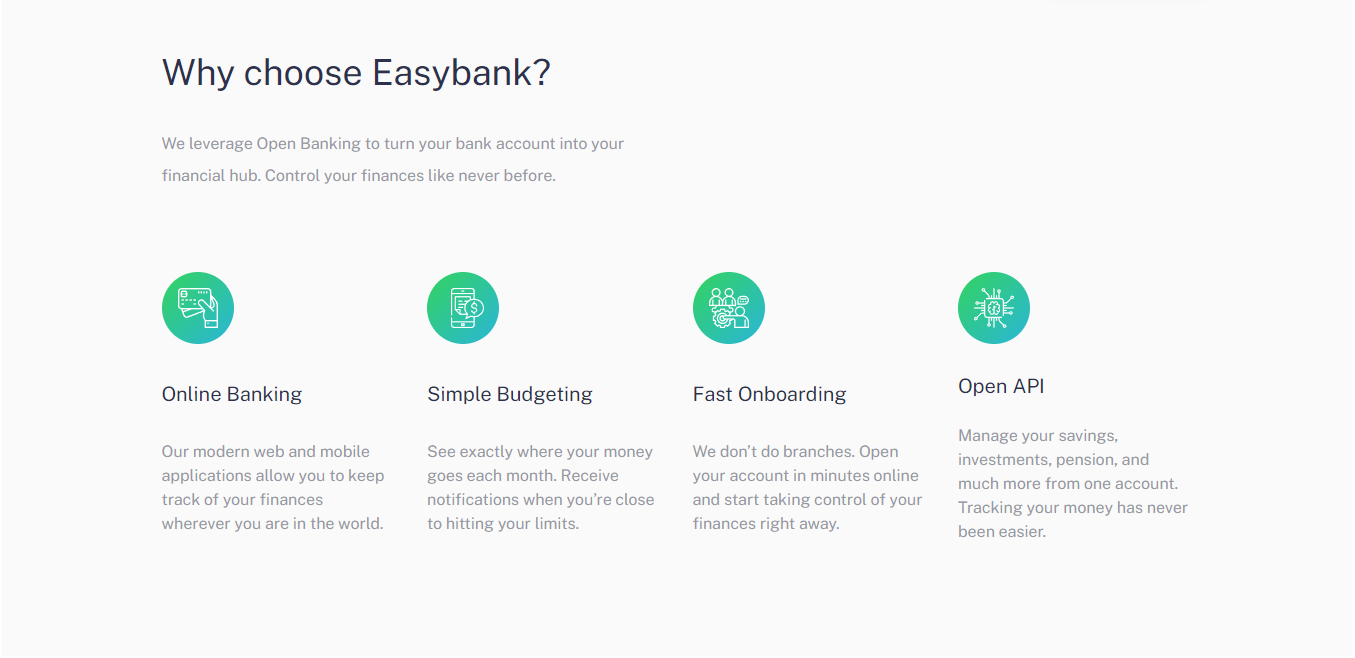 Why choose Easybank?
We leverage Open Banking to turn your bank account into your
financial hub. Control your finances like never before.
Online Banking
Our modern web and mobile
applications allow you to keep
track of your finances
wherever you are in the world.
Simple Budgeting
See exactly where your money
goes each month. Receive
notifications when you’re close
to hitting your limits.
Fast Onboarding
We don’t do branches. Open
your account in minutes online
and start taking control of your
finances right away.
Open API
Manage your savings,
investments, pension, and
much more from one account.
Tracking your money has never
been easier.